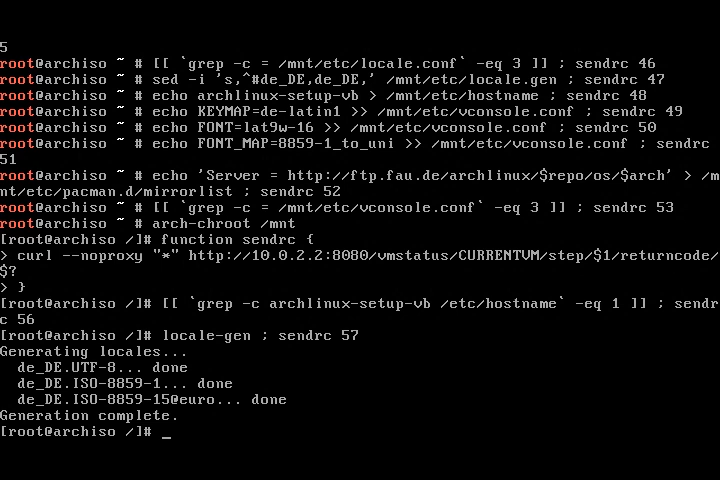 5
root@archiso ~ # [[ `grep -c = /mnt/etc/locale.conf` -eq 3 ]] ; sendrc 46
root@archiso ~ # sed -i 's,^#de_DE,de_DE,' /mnt/etc/locale.gen ; sendrc 47
root@archiso ~ # echo archlinux-setup-vb > /mnt/etc/hostname ; sendrc 48
root@archiso ~ # echo KEYMAP=de-latin1 >> /mnt/etc/vconsole.conf ; sendrc 49
root@archiso ~ # echo FONT=lat9w-16 >> /mnt/etc/vconsole.conf ; sendrc 50
root@archiso ~ # echo FONT_MAP=8859-1_to_uni >> /mnt/etc/vconsole.conf ; sendrc
51
root@archiso ~ # echo 'Server = http://ftp.fau.de/archlinux/$repo/os/$arch' > /m
nt/etc/pacman.d/mirrorlist ; sendrc 52
root@archiso ~ # [[ `grep -c = /mnt/etc/vconsole.conf` -eq 3 ]] ; sendrc 53
root@archiso ~ # arch-chroot /mnt
[root@archiso /]# function sendrc {
> curl --noproxy "*" http://10.0.2.2:8080/vmstatus/CURRENTVM/step/$1/returncode/
$?
> }
[root@archiso /]# [[ `grep -c archlinux-setup-vb /etc/hostname` -eq 1 ]] ; sendr
c 56
[root@archiso /]# locale-gen ; sendrc 57
Generating locales...
  de_DE.UTF-8... done
  de_DE.ISO-8859-1... done
  de_DE.ISO-8859-15@euro... done
Generation complete.
[root@archiso /]# _